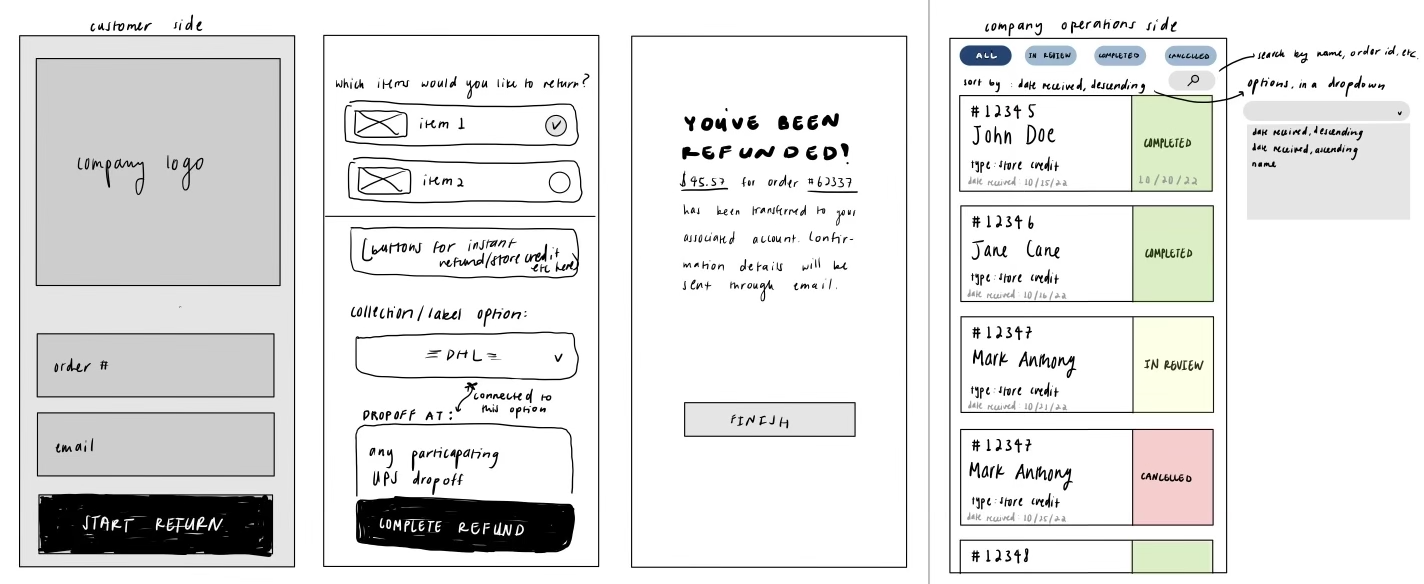 customer side
company logo
order #
email
START RETURN
which items would you like to return?
item 1
item 2
(buttons for instant
refund/store credit
etc here)
collection/label option:
DHL
connected to
this option
DROPOFF AT:
any participating
UPS dropoff
COMPLETE REFUND
YOU'VE BEEN
REFUNDED!
$45.57 for order #62337
has been transferred to your
associated account. Confir-
mation details will be
sent through email.
FINISH
company operations side
ALL
IN REVIEW
COMPLETED
CANCELLED
search by name, order id, etc.
sort by : date received, descending
options, in a dropdown
date received, descending
date received, ascending
name
#12345
John Doe
type: store credit
date received: 10/15/22
COMPLETED
10/20/22
#12346
Jane Cane
type: store credit
date received: 10/16/22
COMPLETED
#12347
Mark Anthony
type: store credit
date received: 10/21/22
IN REVIEW
#12347
Mark Anthony
type: store credit
date received: 10/25/22
CANCELLED
#12348